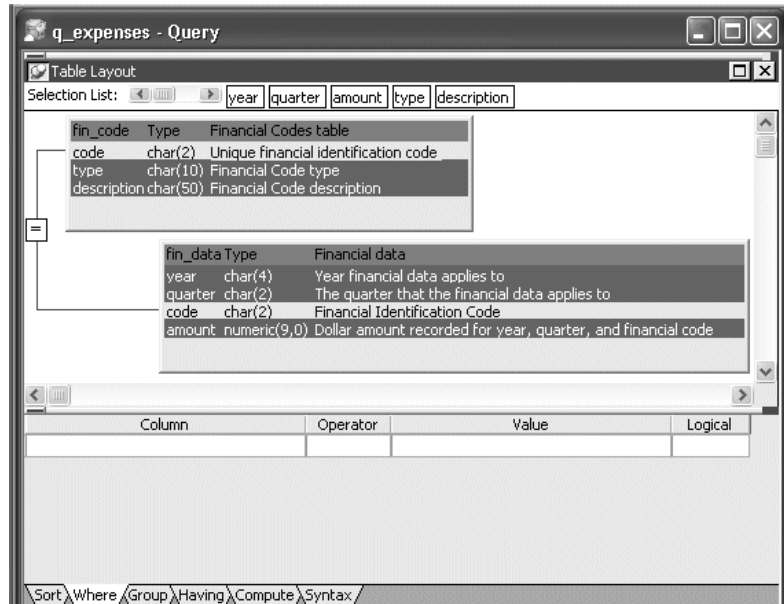 q_expenses - Query
Table Layout
Selection List: year quarter amount type description
fin_code Type Financial Codes table
code char(2) Unique financial identification code
type char(10) Financial Code type
description char(50) Financial Code description
=
fin_data Type Financial data
year char(4) Year financial data applies to
quarter char(2) The quarter that the financial data applies to
code char(2) Financial Identification Code
amount numeric(9,0) Dollar amount recorded for year, quarter, and financial code
Column Operator Value Logical
Sort Where Group Having Compute Syntax